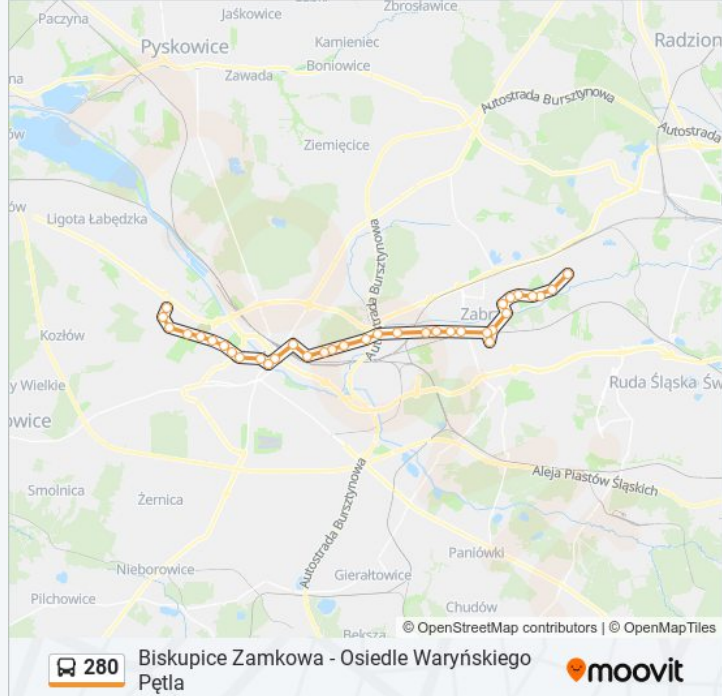 Paczyna
Jaśkowice
Zbrosławice
Pyskowice
Kamieniec
Boniowice
Radzion
Zawada
Autostrada Bursztynowa
Autostrada
Ziemięcice
Ligota Łabędzka
Autostrada Bursztynowa
Kozłów
Autostrada Bu
Zabr
y Wielkie
Ruda Śląska
Św
owice
Smolnica
Żernica
Aleja Piastów Śląskich
Autostrada Bursztynowa
Paniówki
Nieborowice
Gierałtowice
Pilchowice
Chudów
Bełsza
© OpenStreetMap contributors | © OpenMapTiles
280
Biskupice Zamkowa - Osiedle Waryńskiego
Pętla
moovit